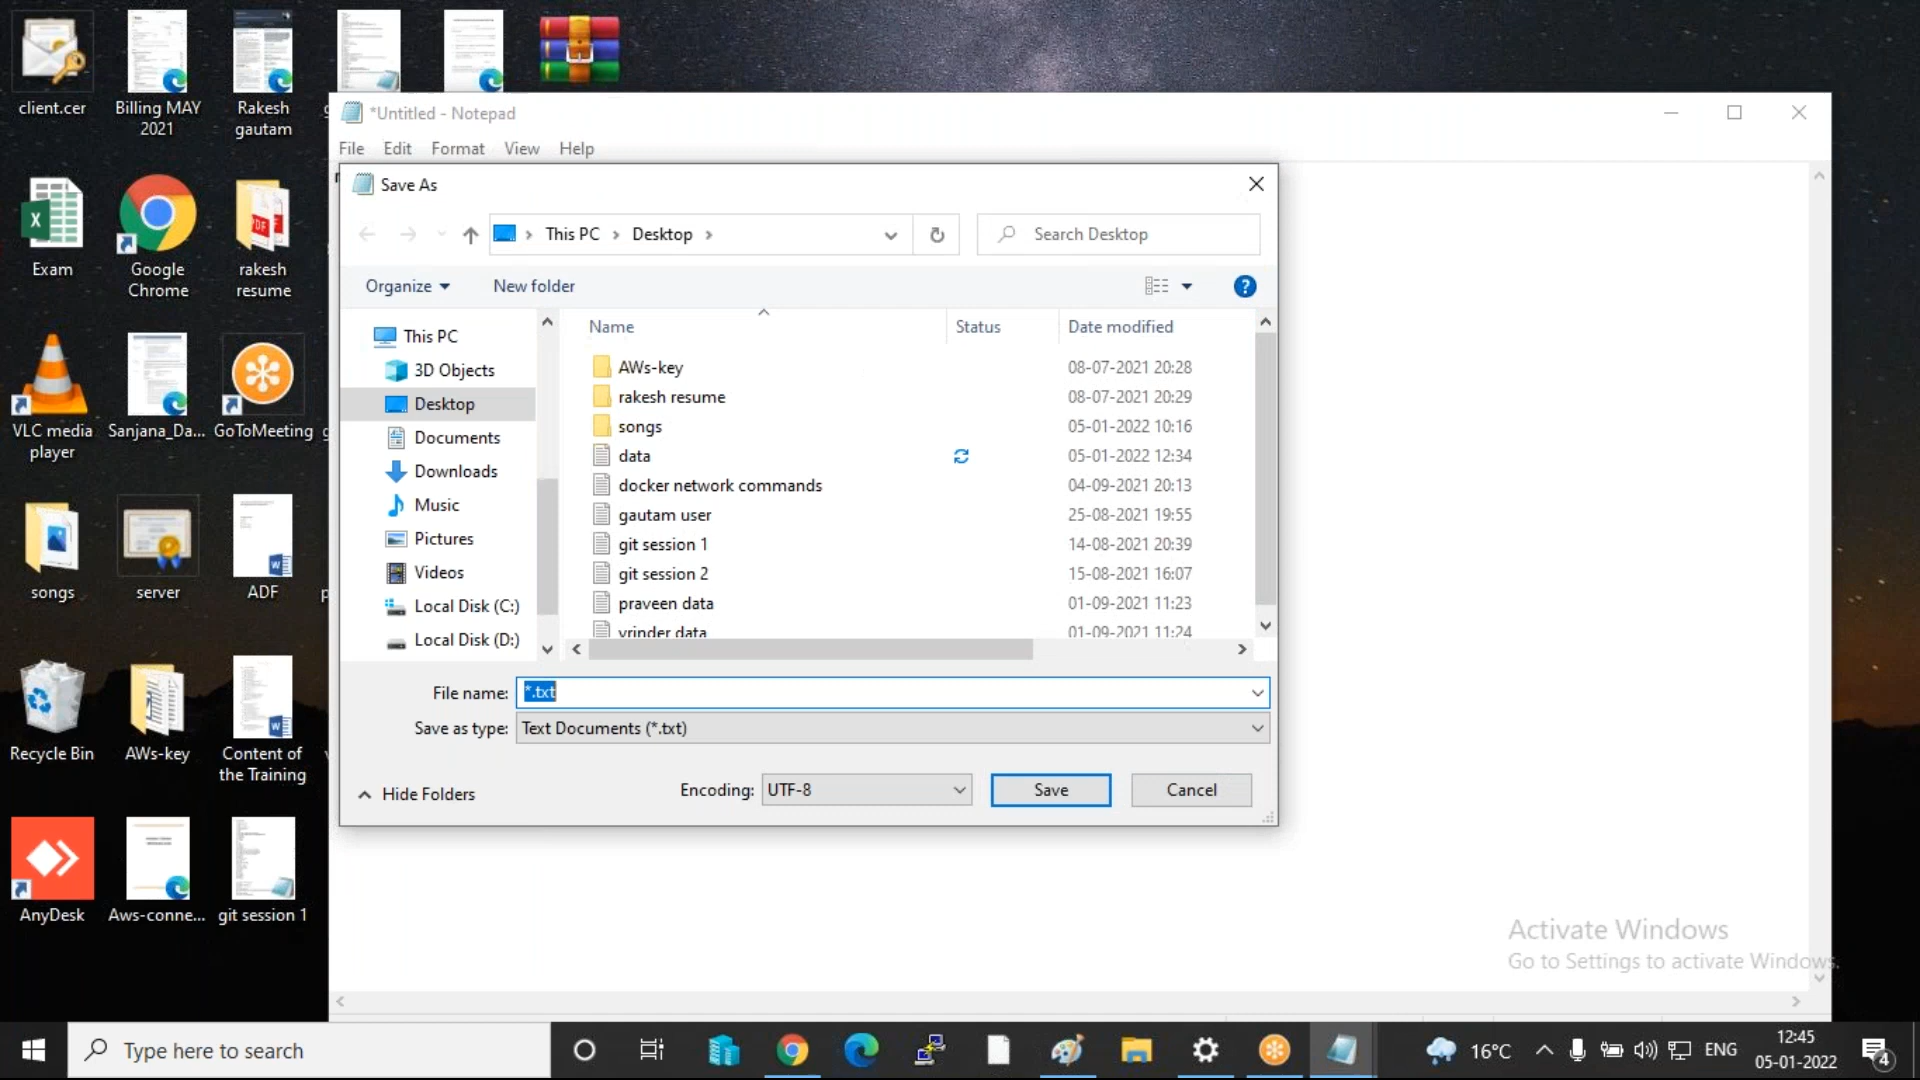 client.cer
Billing MAY
2021
Rakesh
gautam
Exam
Google
Chrome
rakesh
resume
VLC media
player
Sanjana_Da...
GoToMeeting
songs
server
ADF
Recycle Bin
AWs-key
Content of
the Training
AnyDesk
Aws-conne...
git session 1
*Untitled - Notepad
File Edit Format View Help
Save As
This PC > Desktop >
Search Desktop
Organize
New folder
This PC
3D Objects
Desktop
Documents
Downloads
Music
Pictures
Videos
Local Disk (C:)
Local Disk (D:)
Name Status Date modified
AWs-key 08-07-2021 20:28
rakesh resume 08-07-2021 20:29
songs 05-01-2022 10:16
data 05-01-2022 12:34
docker network commands 04-09-2021 20:13
gautam user 25-08-2021 19:55
git session 1 14-08-2021 20:39
git session 2 15-08-2021 16:07
praveen data 01-09-2021 11:23
vrinder data 01-09-2021 11:24
File name: *.txt
Save as type: Text Documents (*.txt)
Hide Folders
Encoding: UTF-8
Save
Cancel
Activate Windows
Go to Settings to activate Windows.
Type here to search
16°C
ENG
12:45
05-01-2022
4